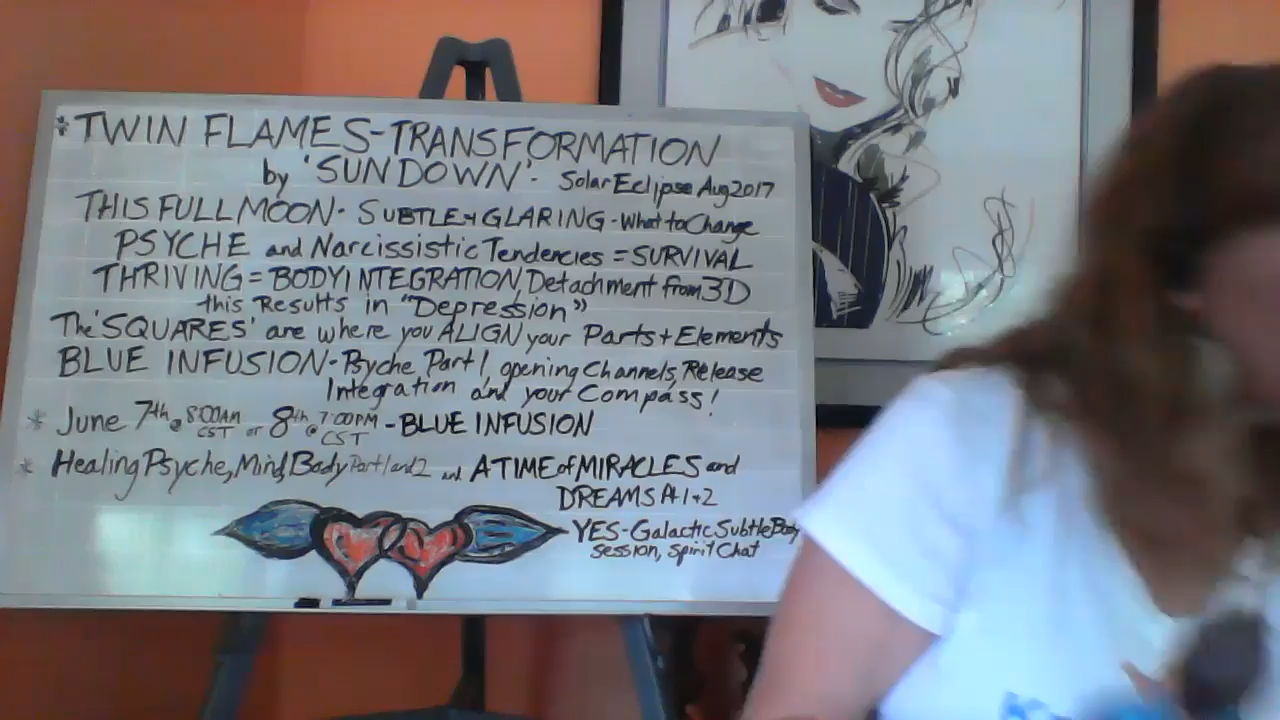 * TWIN FLAMES-TRANSFORMATION
by 'SUNDOWN'- Solar Eclipse Aug 2017
THIS FULL MOON- SUBTLE + GLARING - What to Change
PSYCHE and Narcissistic Tendencies = SURVIVAL
THRIVING = BODY INTEGRATION, Detachment from 3D
this Results in "Depression"
The 'SQUARES' are where you ALIGN your Parts + Elements
BLUE INFUSION - Psyche Part 1, opening Channels, Release
Integration and your Compass!
* June 7th @ 8:00AM CST or 8th @ 7:00PM CST - BLUE INFUSION
* Healing Psyche, Mind, Body Part 1 and 2 and A TIME of MIRACLES and
DREAMS Pt 1+2
YES-Galactic Subtle Body
Session, Spirit Chat